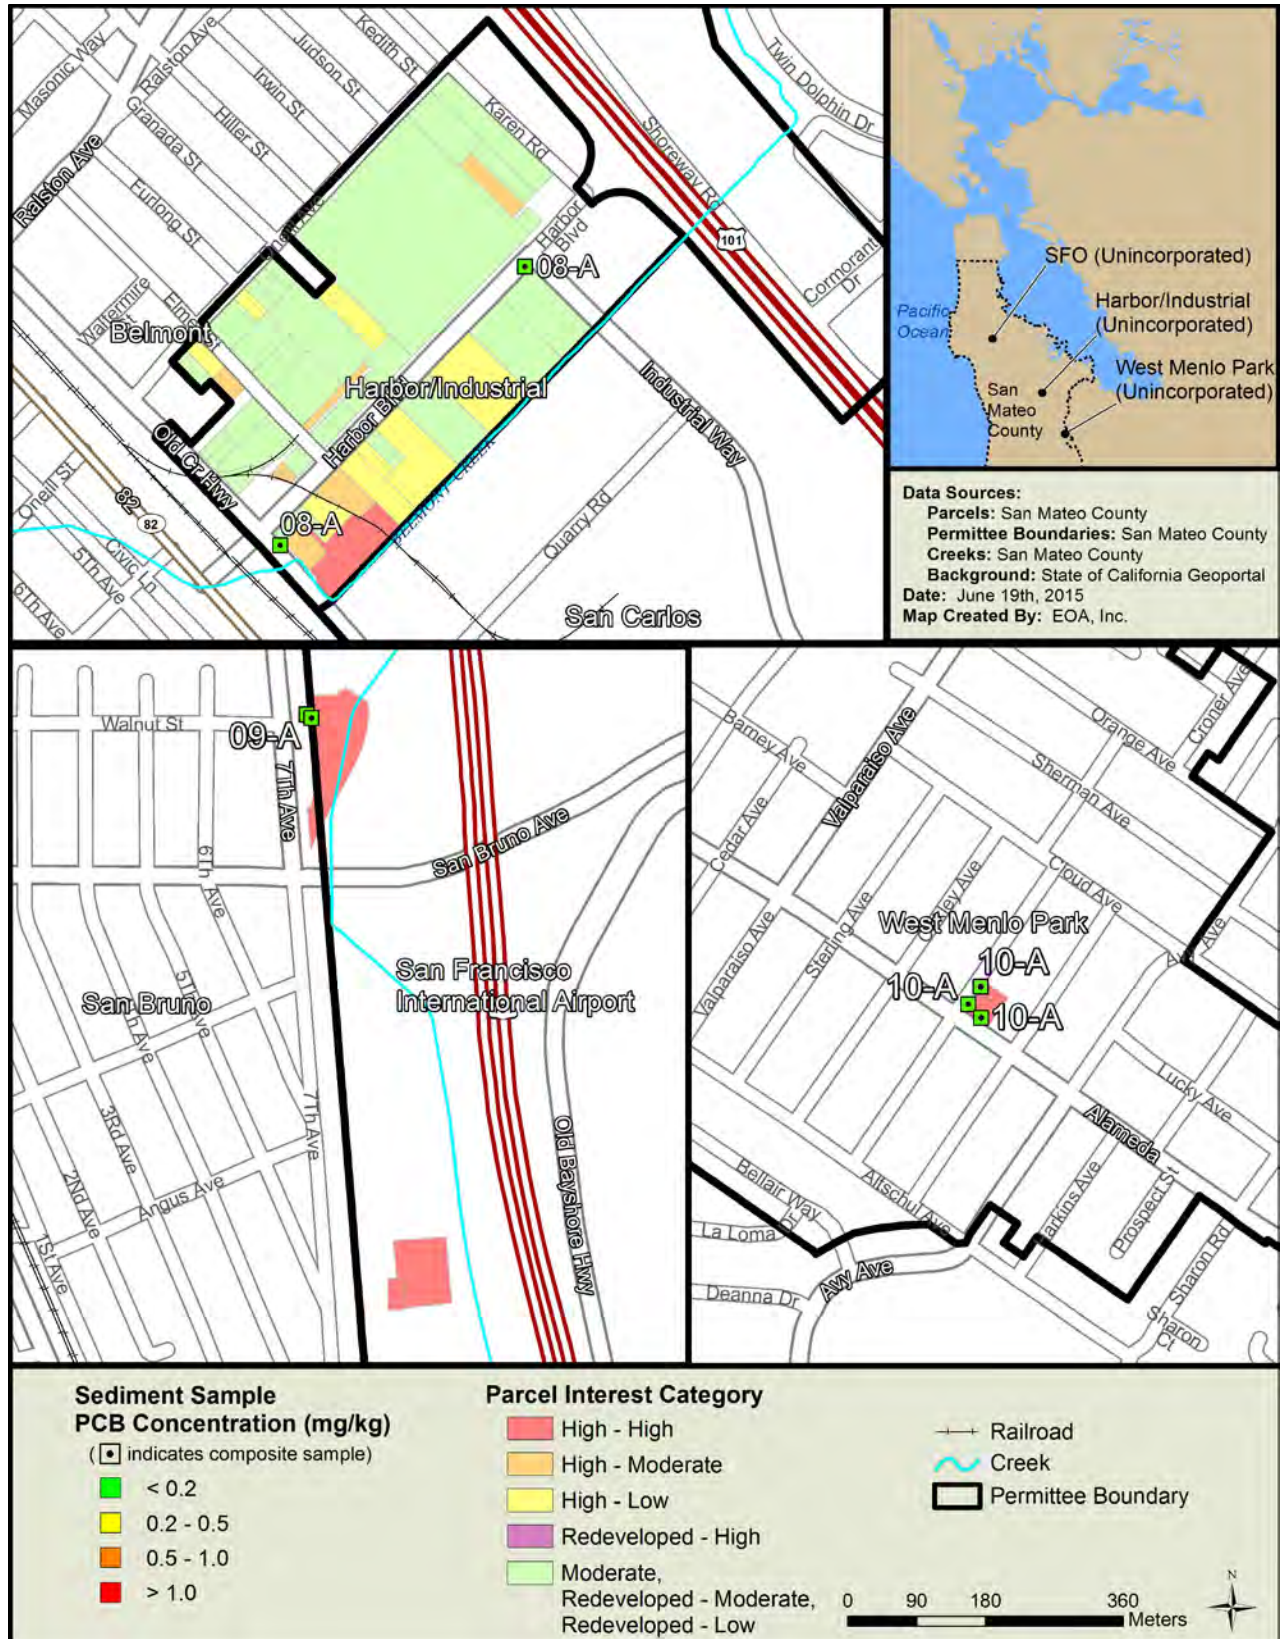 Masonic Way
Ralston Ave
Judson St
Kedith St
Irwin St
Hiller St
Granada St
Furlong St
Ralston Ave
Karen Rd
Shoreway Rd
Twin Dolphin Dr
Harbor
Blvd
101
Cormorant
Dr
08-A
Elmer St
Belmont
Harbor/Industrial
Harbor Blvd
Industrial Way
Old Cr Hwy
Oneill St
82
82
08-A
Civic Ln
5Th Ave
6Th Ave
Quarry Rd
San Carlos
SFO (Unincorporated)
Harbor/Industrial
(Unincorporated)
West Menlo Park
(Unincorporated)
Pacific
Ocean
San
Mateo
County
Data Sources:
Parcels: San Mateo County
Permittee Boundaries: San Mateo County
Creeks: San Mateo County
Background: State of California Geoportal
Date: June 19th, 2015
Map Created By: EOA, Inc.
Walnut St
09-A
7Th Ave
6Th Ave
San Bruno Ave
San Francisco
International Airport
San Bruno
5Th
3Rd Ave
2Nd Ave
1St Ave
Angus Ave
7Th Ave
Old Bayshore Hwy
Barney Ave
Valparaiso Ave
Cedar Ave
Orange Ave
Croner Ave
Sherman Ave
Cloud Ave
Valparaiso Ave
Sterling Ave
West Menlo Park
10-A
10-A
10-A
Lucky Ave
Alameda
Bellair Way
La Loma Dr
Altschul Ave
Harkins Ave
Prospect St
Sharon Rd
Avy Ave
Deanna Dr
Sharon
Ct
Sediment Sample
PCB Concentration (mg/kg)
( indicates composite sample)
< 0.2
0.2 - 0.5
0.5 - 1.0
> 1.0
Parcel Interest Category
High - High
High - Moderate
High - Low
Redeveloped - High
Moderate,
Redeveloped - Moderate,
Redeveloped - Low
Railroad
Creek
Permittee Boundary
N
0 90 180 360
Meters